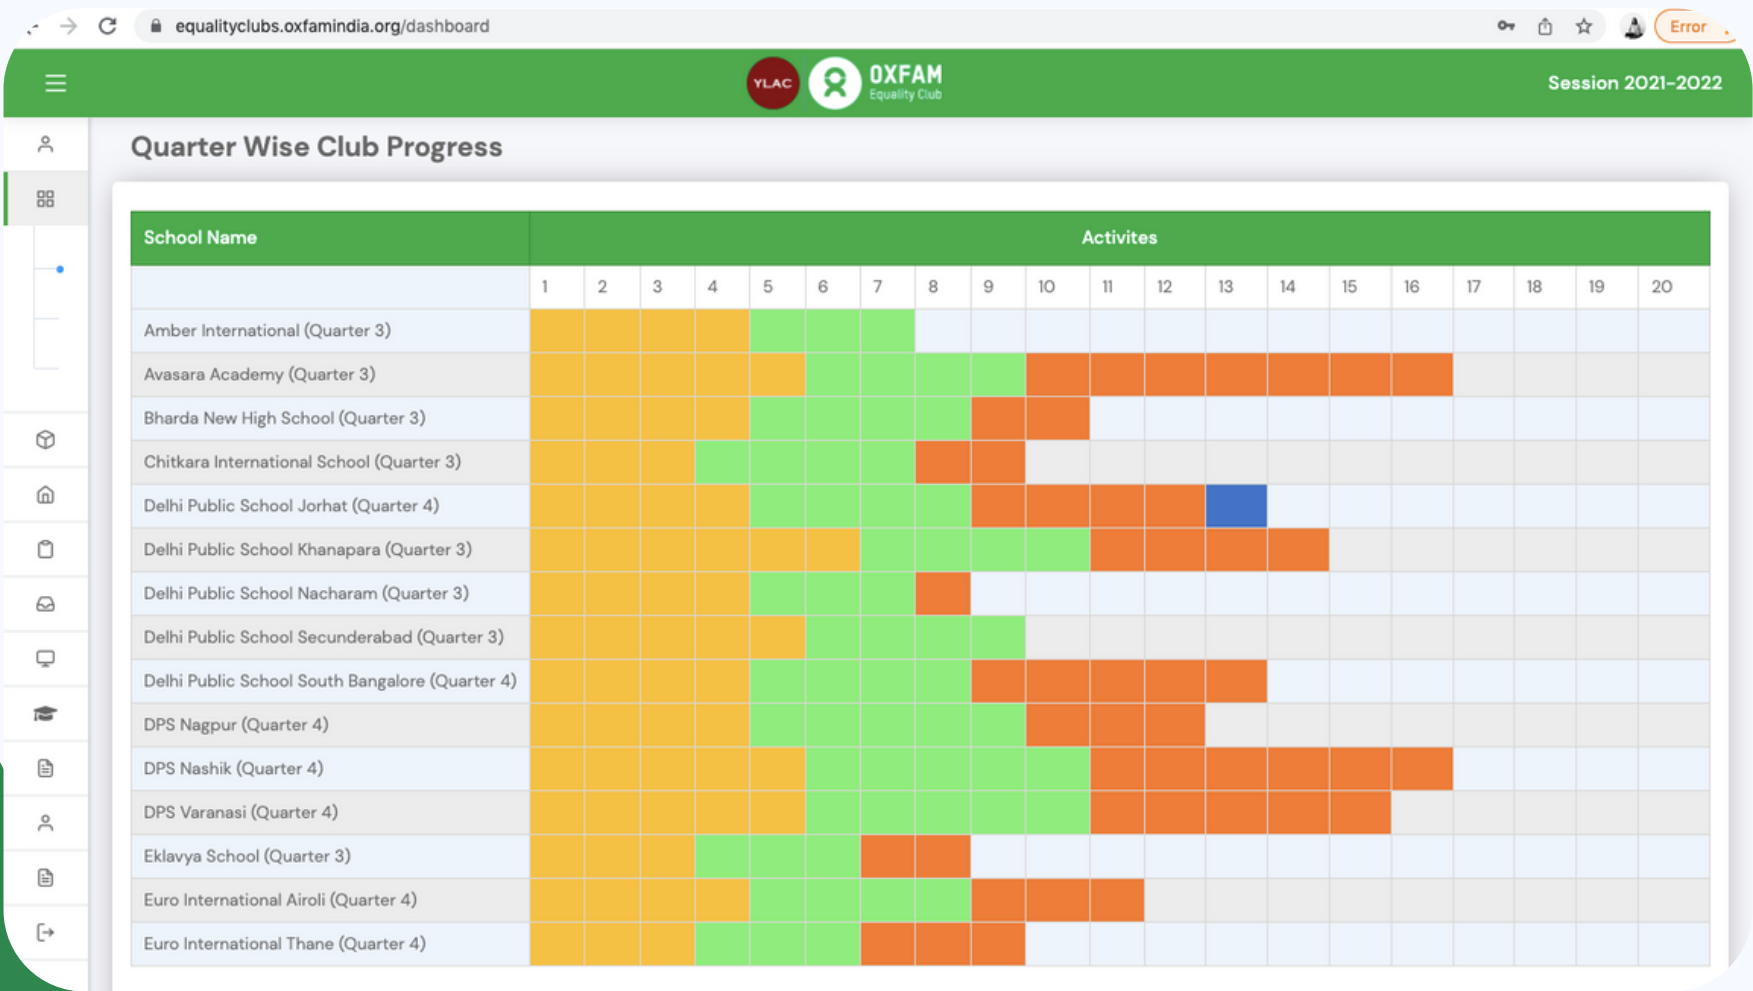 equalityclubs.oxfamindia.org/dashboard
Error
YLAC
OXFAM
Equality Club
Session 2021-2022
Quarter Wise Club Progress
School Name Activites
1 2 3 4 5 6 7 8 9 10 11 12 13 14 15 16 17 18 19 20
Amber International (Quarter 3)
Avasara Academy (Quarter 3)
Bharda New High School (Quarter 3)
Chitkara International School (Quarter 3)
Delhi Public School Jorhat (Quarter 4)
Delhi Public School Khanapara (Quarter 3)
Delhi Public School Nacharam (Quarter 3)
Delhi Public School Secunderabad (Quarter 3)
Delhi Public School South Bangalore (Quarter 4)
DPS Nagpur (Quarter 4)
DPS Nashik (Quarter 4)
DPS Varanasi (Quarter 4)
Eklavya School (Quarter 3)
Euro International Airoli (Quarter 4)
Euro International Thane (Quarter 4)